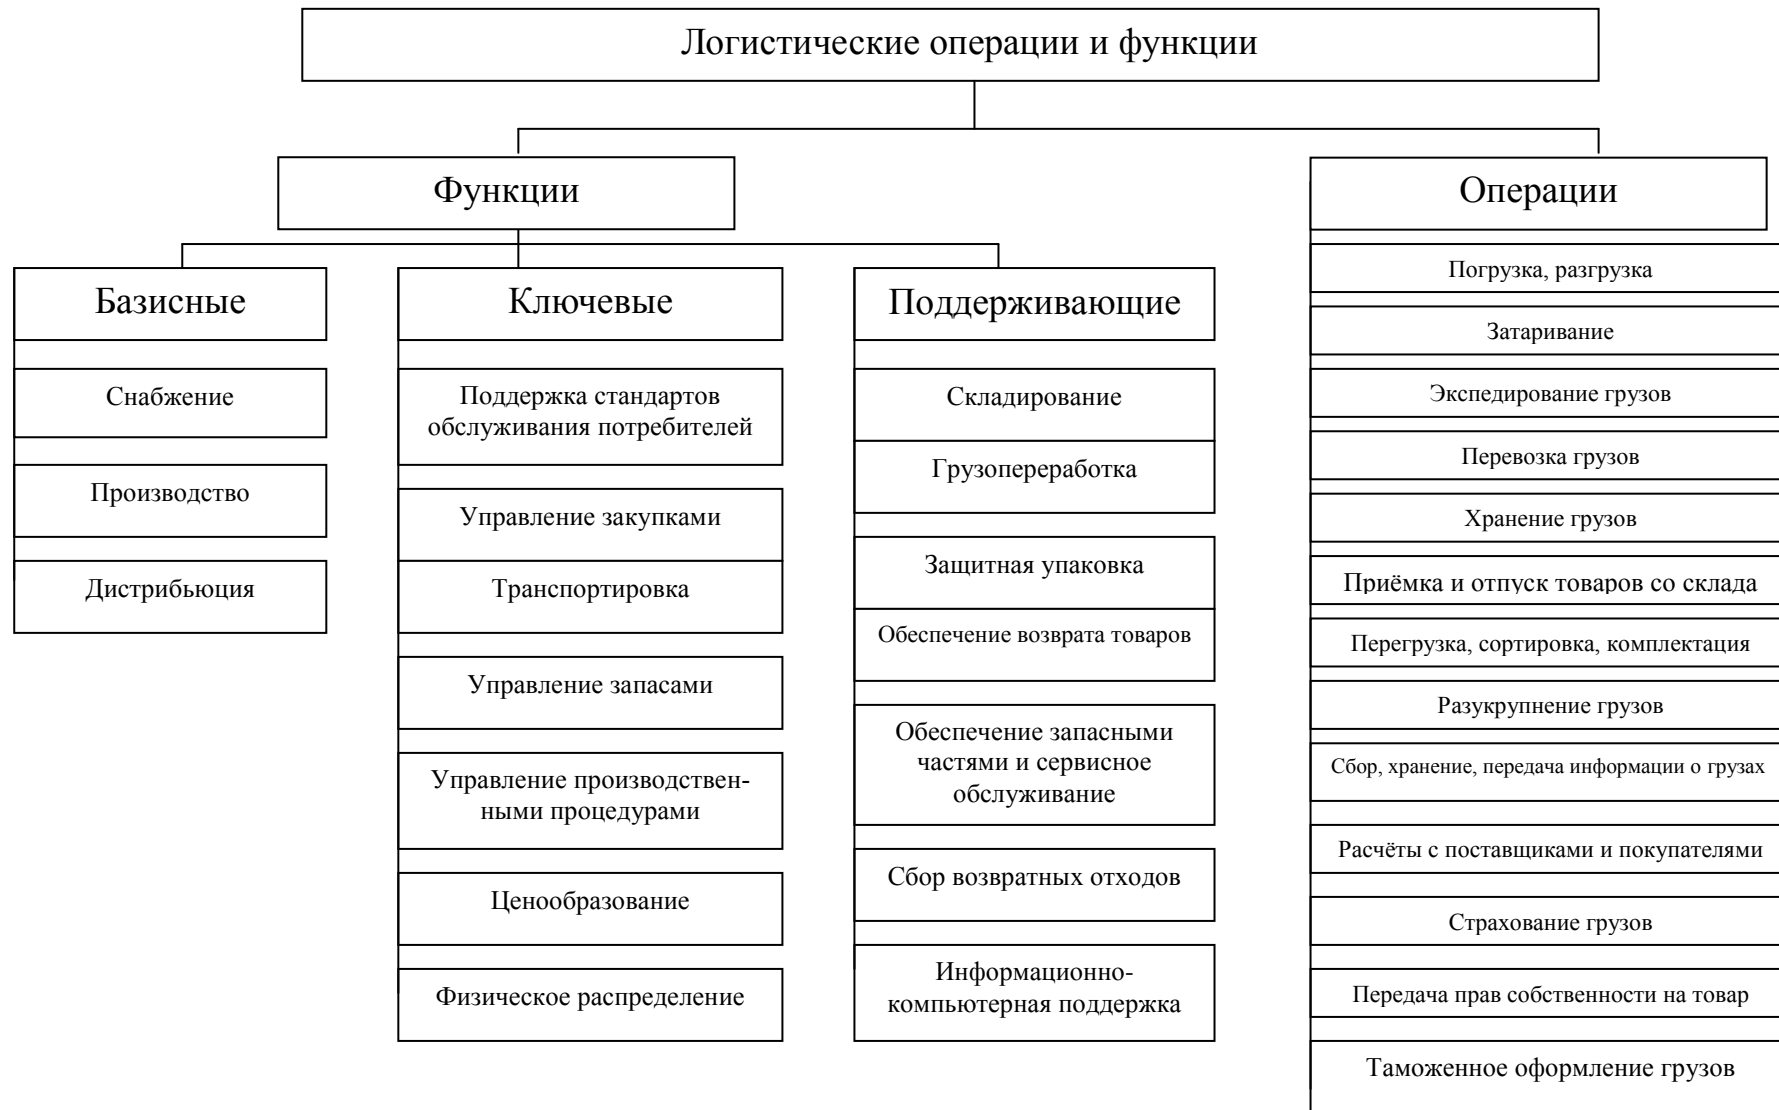 Логистические операции и функции
Функции
Операции
Базисные
Снабжение
Производство
Дистрибьюция
Ключевые
Поддержка стандартов
обслуживания потребителей
Управление закупками
Транспортировка
Управление запасами
Управление производствен-
ными процедурами
Ценообразование
Физическое распределение
Поддерживающие
Складирование
Грузопереработка
Защитная упаковка
Обеспечение возврата товаров
Обеспечение запасными
частями и сервисное
обслуживание
Сбор возвратных отходов
Информационно-
компьютерная поддержка
Погрузка, разгрузка
Затаривание
Экспедирование грузов
Перевозка грузов
Хранение грузов
Приёмка и отпуск товаров со склада
Перегрузка, сортировка, комплектация
Разукрупнение грузов
Сбор, хранение, передача информации о грузах
Расчёты с поставщиками и покупателями
Страхование грузов
Передача прав собственности на товар
Таможенное оформление грузов